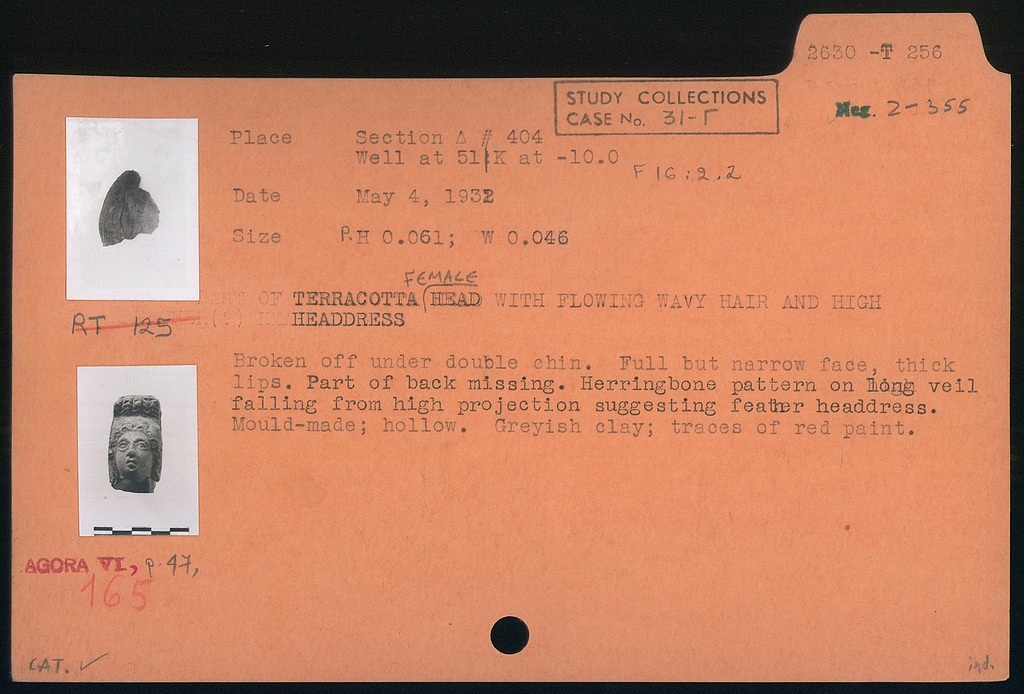 2630 -T 256
STUDY COLLECTIONS
CASE No. 31-Γ
Neg. 2-355
Place Section Δ # 404
Well at 51:K at -10.0
F 16:2.2
Date May 4, 1932
Size P.H 0.061; W 0.046
FEMALE
OF TERRACOTTA HEAD WITH FLOWING WAVY HAIR AND HIGH
HEADDRESS
RT 125
Broken off under double chin. Full but narrow face, thick
lips. Part of back missing. Herringbone pattern on long veil
falling from high projection suggesting feather headdress.
Mould-made; hollow. Greyish clay; traces of red paint.
AGORA VI, p. 47,
165
CAT. ✓
ind.